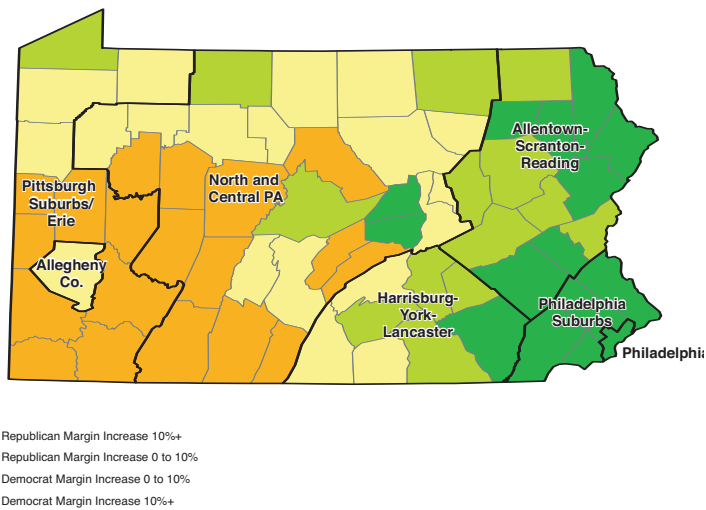 Allentown-
Scranton-
Reading
Pittsburgh
Suburbs/
Erie
North and
Central PA
Allegheny
Co.
Harrisburg-
York-
Lancaster
Philadelphia
Suburbs
Philadelphia
Republican Margin Increase 10%+
Republican Margin Increase 0 to 10%
Democrat Margin Increase 0 to 10%
Democrat Margin Increase 10%+